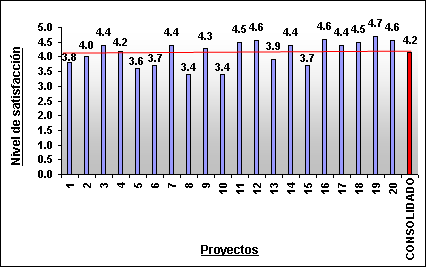 Nivel de satisfacción
5.0
4.5
4.0
3.5
3.0
2.5
2.0
1.5
1.0
0.5
0.0
3.8 4.0 4.4 4.2 3.6 3.7 4.4 3.4 4.3 3.4 4.5 4.6 3.9 4.4 3.7 4.6 4.4 4.5 4.7 4.6 4.2
1 2 3 4 5 6 7 8 9 10 11 12 13 14 15 16 17 18 19 20 CONSOLIDADO
Proyectos